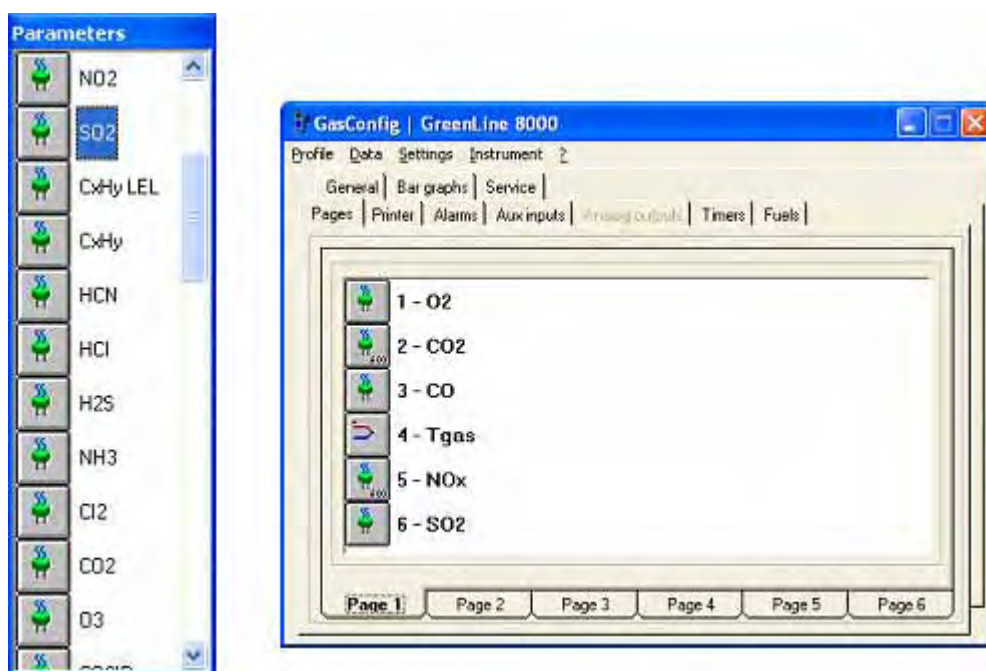 Parameters
NO2
SO2
CxHy LEL
CxHy
HCN
HCl
H2S
NH3
Cl2
CO2
O3
GasConfig | GreenLine 8000
Profile Data Settings Instrument ?
General Bar graphs Service
Pages Printer Alarms Aux inputs Analog outputs Timers Fuels
1 - O2
2 - CO2
3 - CO
4 - Tgas
5 - NOx
6 - SO2
Page 1 Page 2 Page 3 Page 4 Page 5 Page 6